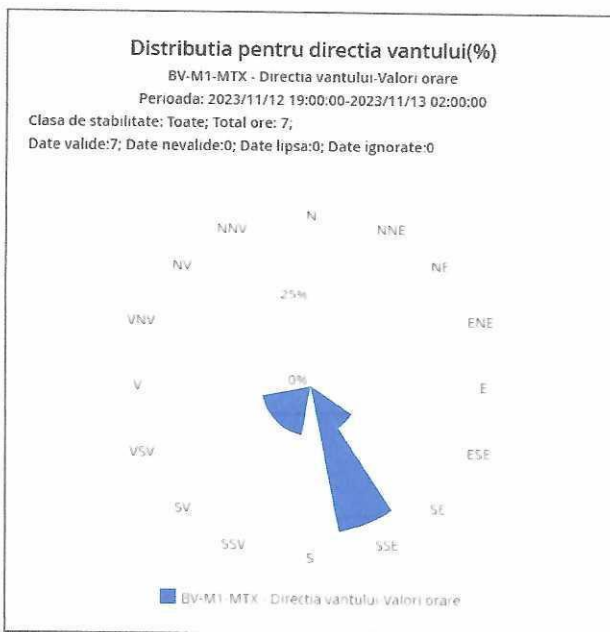 Distributia pentru directia vantului(%)
BV-M1-MTX - Directia vantului-Valori orare
Perioada: 2023/11/12 19:00:00-2023/11/13 02:00:00
Clasa de stabilitate: Toate; Total ore: 7;
Date valide:7; Date nevalide:0; Date lipsa:0; Date ignorate:0
N
NNV
NNE
NV
NE
25%
VNV
ENE
0%
V
E
VSV
ESE
SV
SE
SSV
SSE
S
BV-M1-MTX - Directia vantului-Valori orare